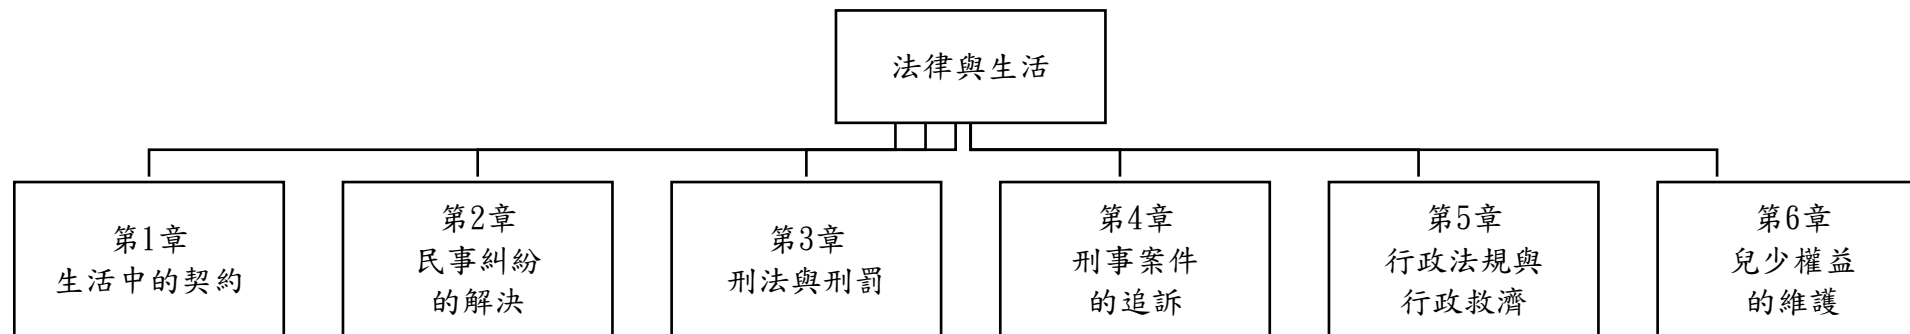 法律與生活
第1章
生活中的契約
第2章
民事糾紛
的解決
第3章
刑法與刑罰
第4章
刑事案件
的追訴
第5章
行政法規與
行政救濟
第6章
兒少權益
的維護